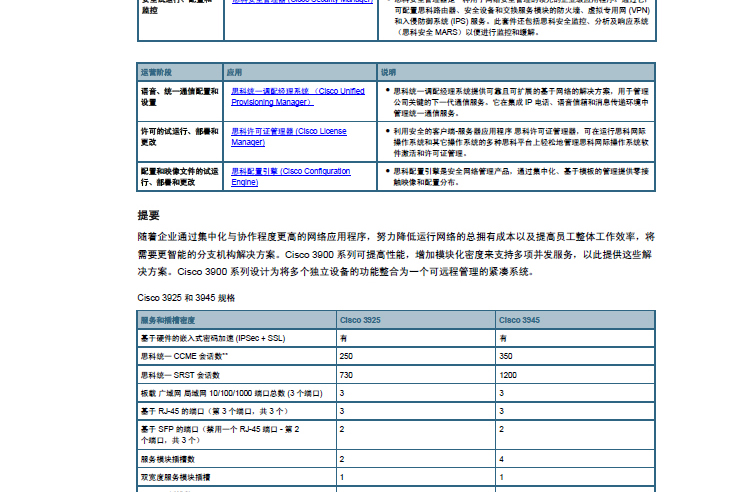 监控
可配置思科路由器、安全设备和交换服务模块的防火墙、虚拟专用网 (VPN)
和入侵防御系统 (IPS) 服务。此套件还包括思科安全监控、分析及响应系统
（思科安全 MARS）以便进行监控和缓解。
运营阶段 应用 说明
语音、统一通信配置和 思科统一调配经理系统 （Cisco Unified • 思科统一调配经理系统提供可靠且可扩展的基于网络的解决方案，用于管理
设置 Provisioning Manager） 公司关键的下一代通信服务。它在集成 IP 电话、语音信箱和消息传递环境中
管理统一通信服务。
许可的试运行、部署和 思科许可证管理器 (Cisco License • 利用安全的客户端-服务器应用程序 思科许可证管理器，可在运行思科网际
更改 Manager) 操作系统和其它操作系统的多种思科平台上轻松地管理思科网际操作系统软
件激活和许可证管理。
配置和映像文件的试运 思科配置引擎 (Cisco Configuration • 思科配置引擎是安全网络管理产品，通过集中化、基于模板的管理提供零接
行、部署和更改 Engine) 触映像和配置分布。
提要
随着企业通过集中化与协作程度更高的网络应用程序，努力降低运行网络的总拥有成本以及提高员工整体工作效率，将
需要更智能的分支机构解决方案。Cisco 3900 系列可提高性能，增加模块化密度来支持多项并发服务，以此提供这些解
决方案。Cisco 3900 系列设计为将多个独立设备的功能整合为一个可远程管理的紧凑系统。
Cisco 3925 和 3945 规格
服务和插槽密度 Cisco 3925 Cisco 3945
基于硬件的嵌入式密码加速 (IPSec + SSL) 有 有
思科统一 CCME 会话数** 250 350
思科统一 SRST 会话数 730 1200
板载 广域网 局域网 10/100/1000 端口总数 (3 个端口) 3 3
基于 RJ-45 的端口（第 3 个端口，共 3 个） 3 3
基于 SFP 的端口（禁用一个 RJ-45 端口 - 第 2 2 2
个端口，共 3 个）
服务模块插槽数 2 4
双宽度服务模块插槽 1 1